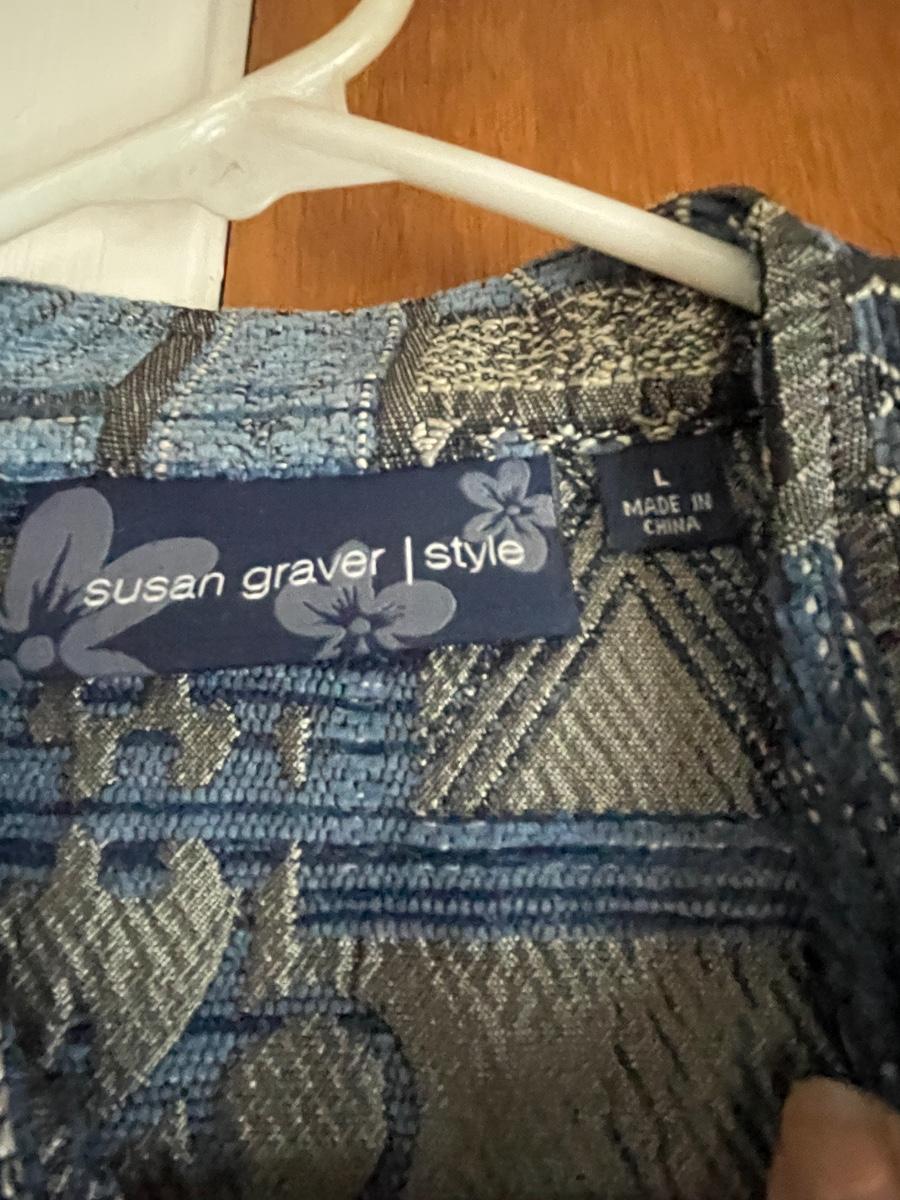 susan graver | style
L
MADE IN
CHINA